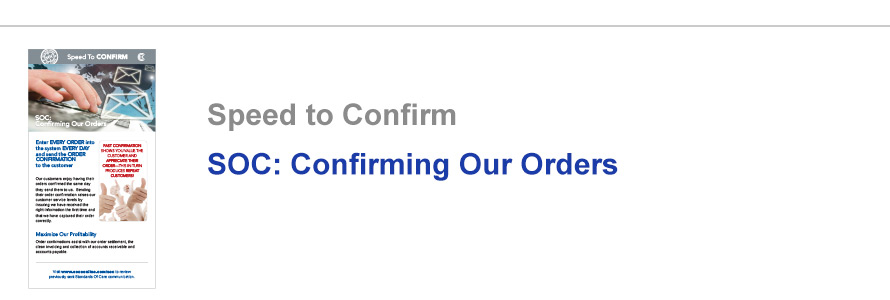 Speed To CONFIRM
SOC:
Confirming Our Orders
Speed to Confirm
SOC: Confirming Our Orders
Enter EVERY ORDER into
the system EVERY DAY
and send the ORDER
CONFIRMATION
to the customer
FAST CONFIRMATION
SHOWS YOU VALUE THE
CUSTOMER AND
APPRECIATE THEIR
ORDER...THIS IN TURN
PRODUCES REPEAT
CUSTOMERS!
Our customers enjoy having their
orders confirmed the same day
they send them to us. Sending
their order confirmation raises our
customer service levels by
insuring we have received the
right information the first time and
that we have captured their order
correctly.
Maximize Our Profitability
Order confirmations assist with our order settlement, the
clean invoicing and collection of accounts receivable and
accounts payable.
to review
previously sent Standards Of Care communication.